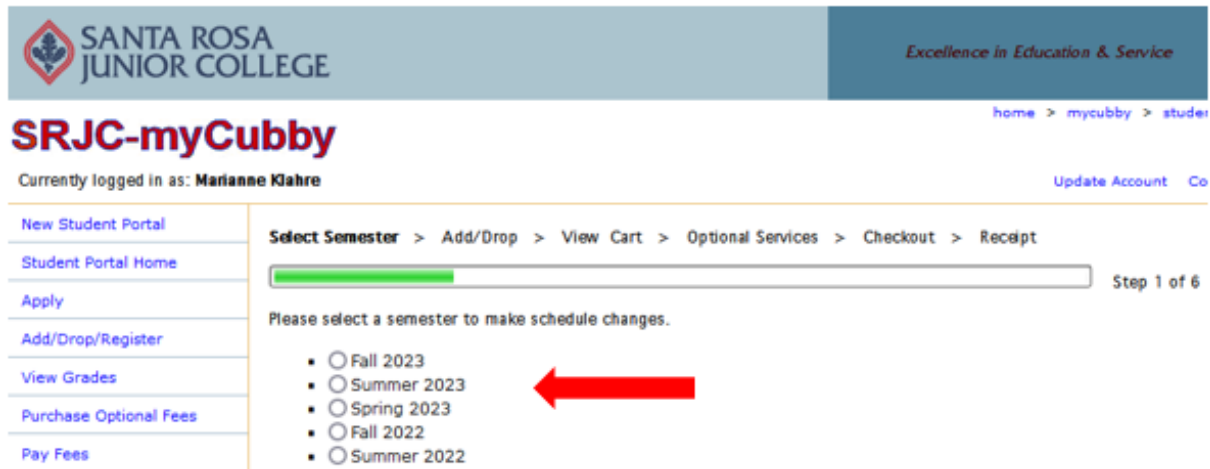 SANTA ROSA
JUNIOR COLLEGE
Excellence in Education & Service
home > mycubby >
SRJC-myCubby
Currently logged in as: Marianne Klahre
Update Account
New Student Portal
Student Portal Home
Apply
Add/Drop/Register
View Grades
Purchase Optional Fees
Pay Fees
Select Semester > Add/Drop > View Cart > Optional Services > Checkout > Receipt
Step 1 of 6
Please select a semester to make schedule changes.
Fall 2023
Summer 2023
Spring 2023
Fall 2022
Summer 2022